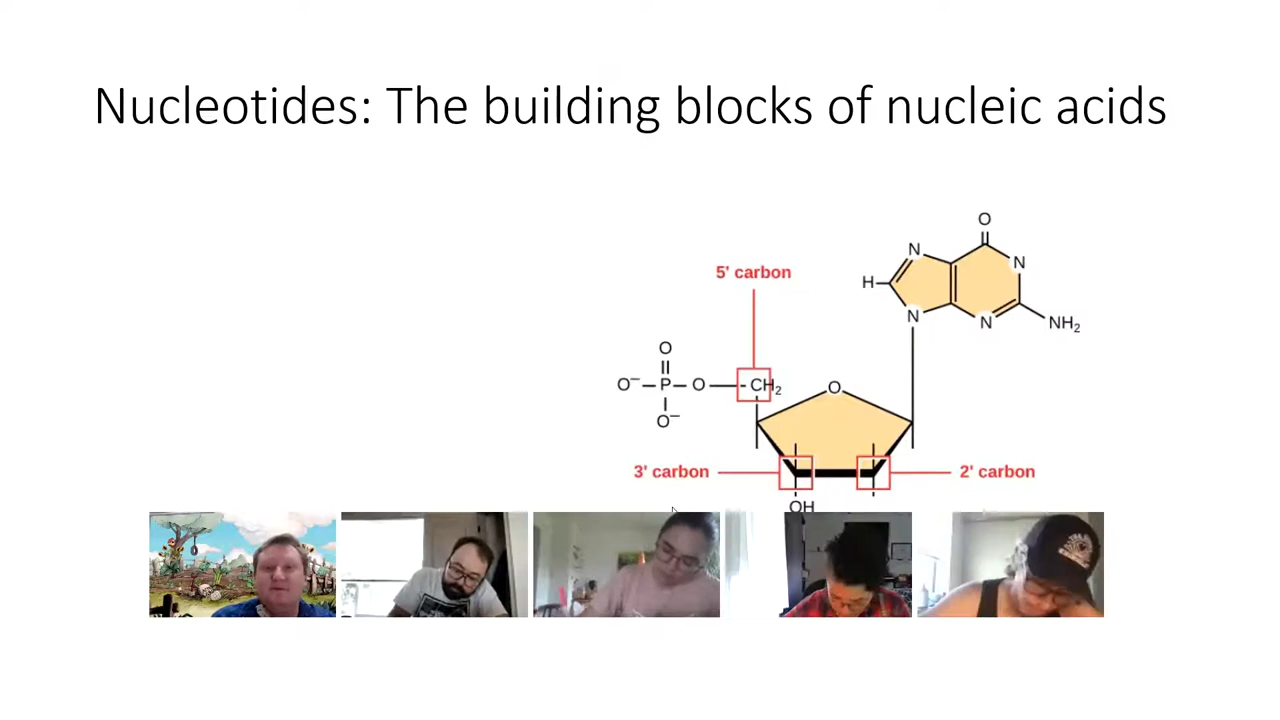 Nucleotides: The building blocks of nucleic acids
O
N
N
5' carbon
H
N
N
NH₂
O
O⁻
P
O
CH₂
O
O⁻
3' carbon
2' carbon
OH